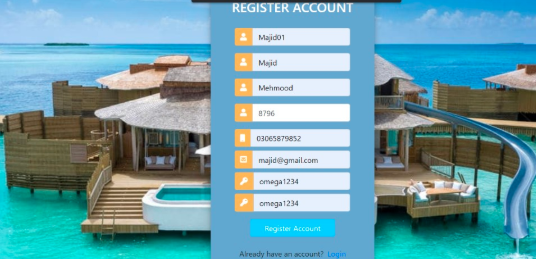 REGISTER ACCOUNT
Majid01
Majid
Mehmood
8796
03065879852
majid@gmail.com
omega1234
omega1234
Register Account
Already have an account? Login